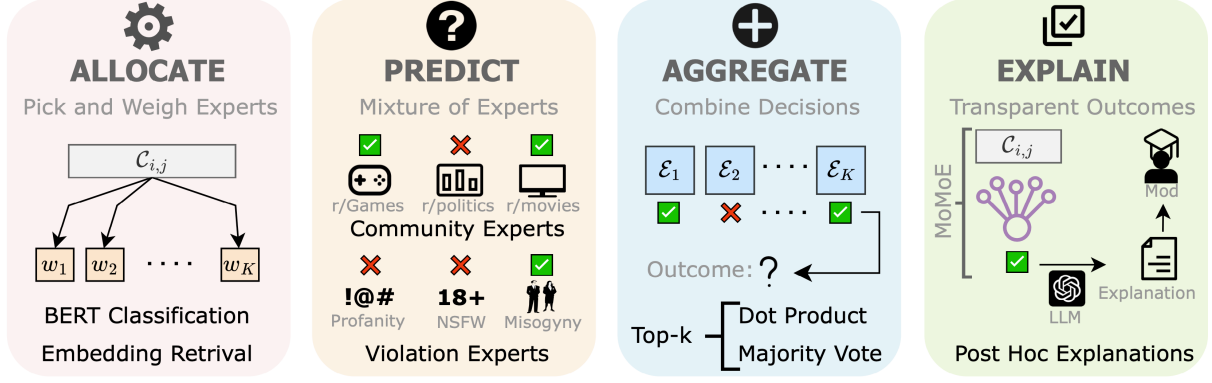 ALLOCATE
Pick and Weigh Experts
C_{i,j}
w_1 w_2 .... w_K
BERT Classification
Embedding Retrival
PREDICT
Mixture of Experts
r/Games r/politics r/movies
Community Experts
!@# 18+
Profanity NSFW Misogyny
Violation Experts
AGGREGATE
Combine Decisions
E_1 E_2 .... E_K
....
Outcome: ?
Top-k
Dot Product
Majority Vote
EXPLAIN
Transparent Outcomes
MoMoE
C_{i,j}
Mod
Explanation
LLM
Post Hoc Explanations